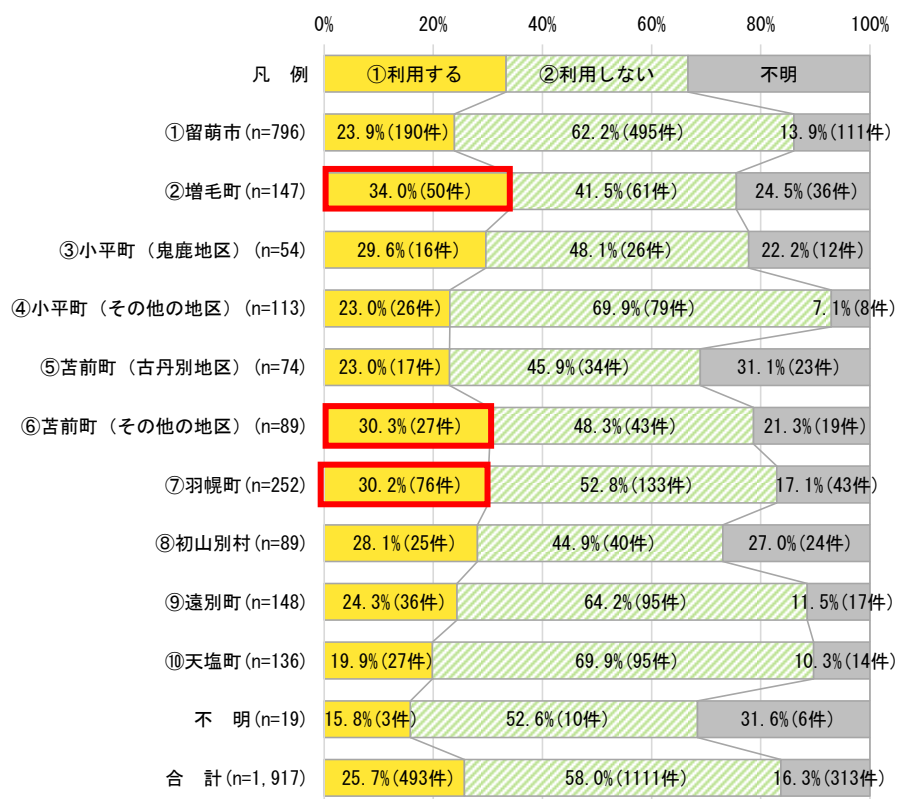 0% 20% 40% 60% 80% 100%
凡 例 ①利用する ②利用しない 不明
①留萌市(n=796) 23.9%(190件) 62.2%(495件) 13.9%(111件)
②増毛町(n=147) 34.0%(50件) 41.5%(61件) 24.5%(36件)
③小平町（鬼鹿地区）(n=54) 29.6%(16件) 48.1%(26件) 22.2%(12件)
④小平町（その他の地区）(n=113) 23.0%(26件) 69.9%(79件) 7.1%(8件)
⑤苫前町（古丹別地区）(n=74) 23.0%(17件) 45.9%(34件) 31.1%(23件)
⑥苫前町（その他の地区）(n=89) 30.3%(27件) 48.3%(43件) 21.3%(19件)
⑦羽幌町(n=252) 30.2%(76件) 52.8%(133件) 17.1%(43件)
⑧初山別村(n=89) 28.1%(25件) 44.9%(40件) 27.0%(24件)
⑨遠別町(n=148) 24.3%(36件) 64.2%(95件) 11.5%(17件)
⑩天塩町(n=136) 19.9%(27件) 69.9%(95件) 10.3%(14件)
不 明(n=19) 15.8%(3件) 52.6%(10件) 31.6%(6件)
合 計(n=1,917) 25.7%(493件) 58.0%(1111件) 16.3%(313件)